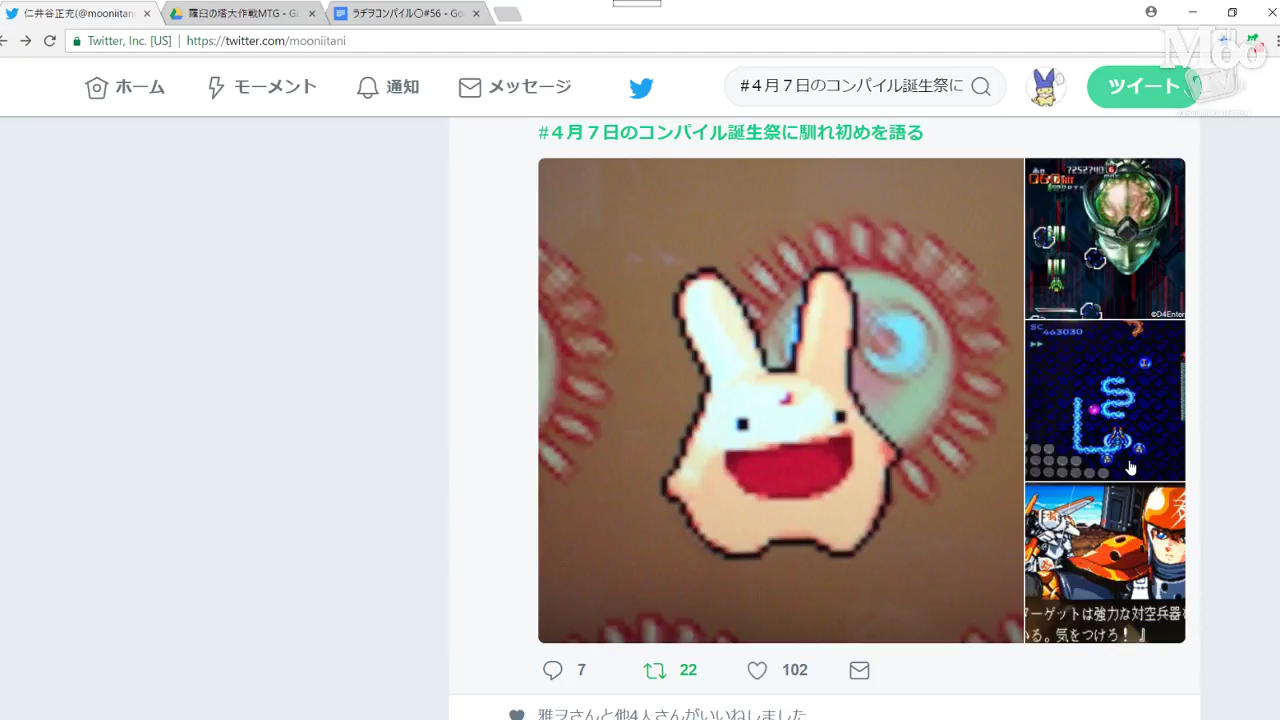 仁井谷正充(@mooniitani
羅臼の塔大作戦MTG - Go
ラヂヲコンパイル〇#56 - Goo
Twitter, Inc. [US] | https://twitter.com/mooniitani
Moo
ホーム モーメント 通知 メッセージ #４月７日のコンパイル誕生祭に ツイート
#４月７日のコンパイル誕生祭に馴れ初めを語る
7252740
©D4Enter
SC 463030
ーゲットは強力な対空兵器
いる。気をつけろ！』
7 22 102
雅ヲさんと他4人さんがいいねしました